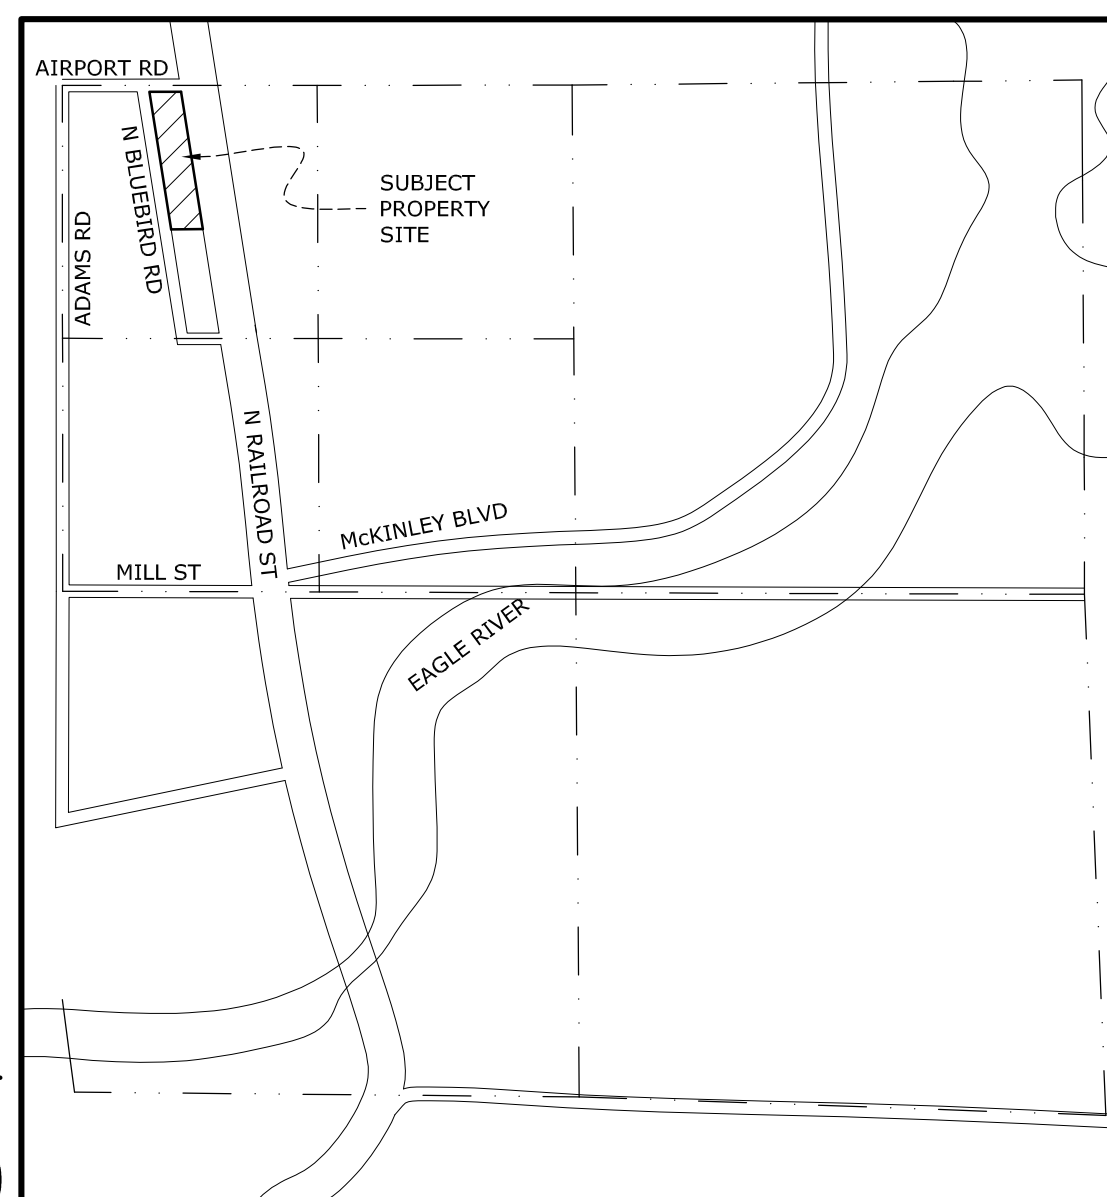 AIRPORT RD
N BLUEBIRD RD
ADAMS RD
SUBJECT
PROPERTY
SITE
N RAILROAD ST
McKINLEY BLVD
MILL ST
EAGLE RIVER